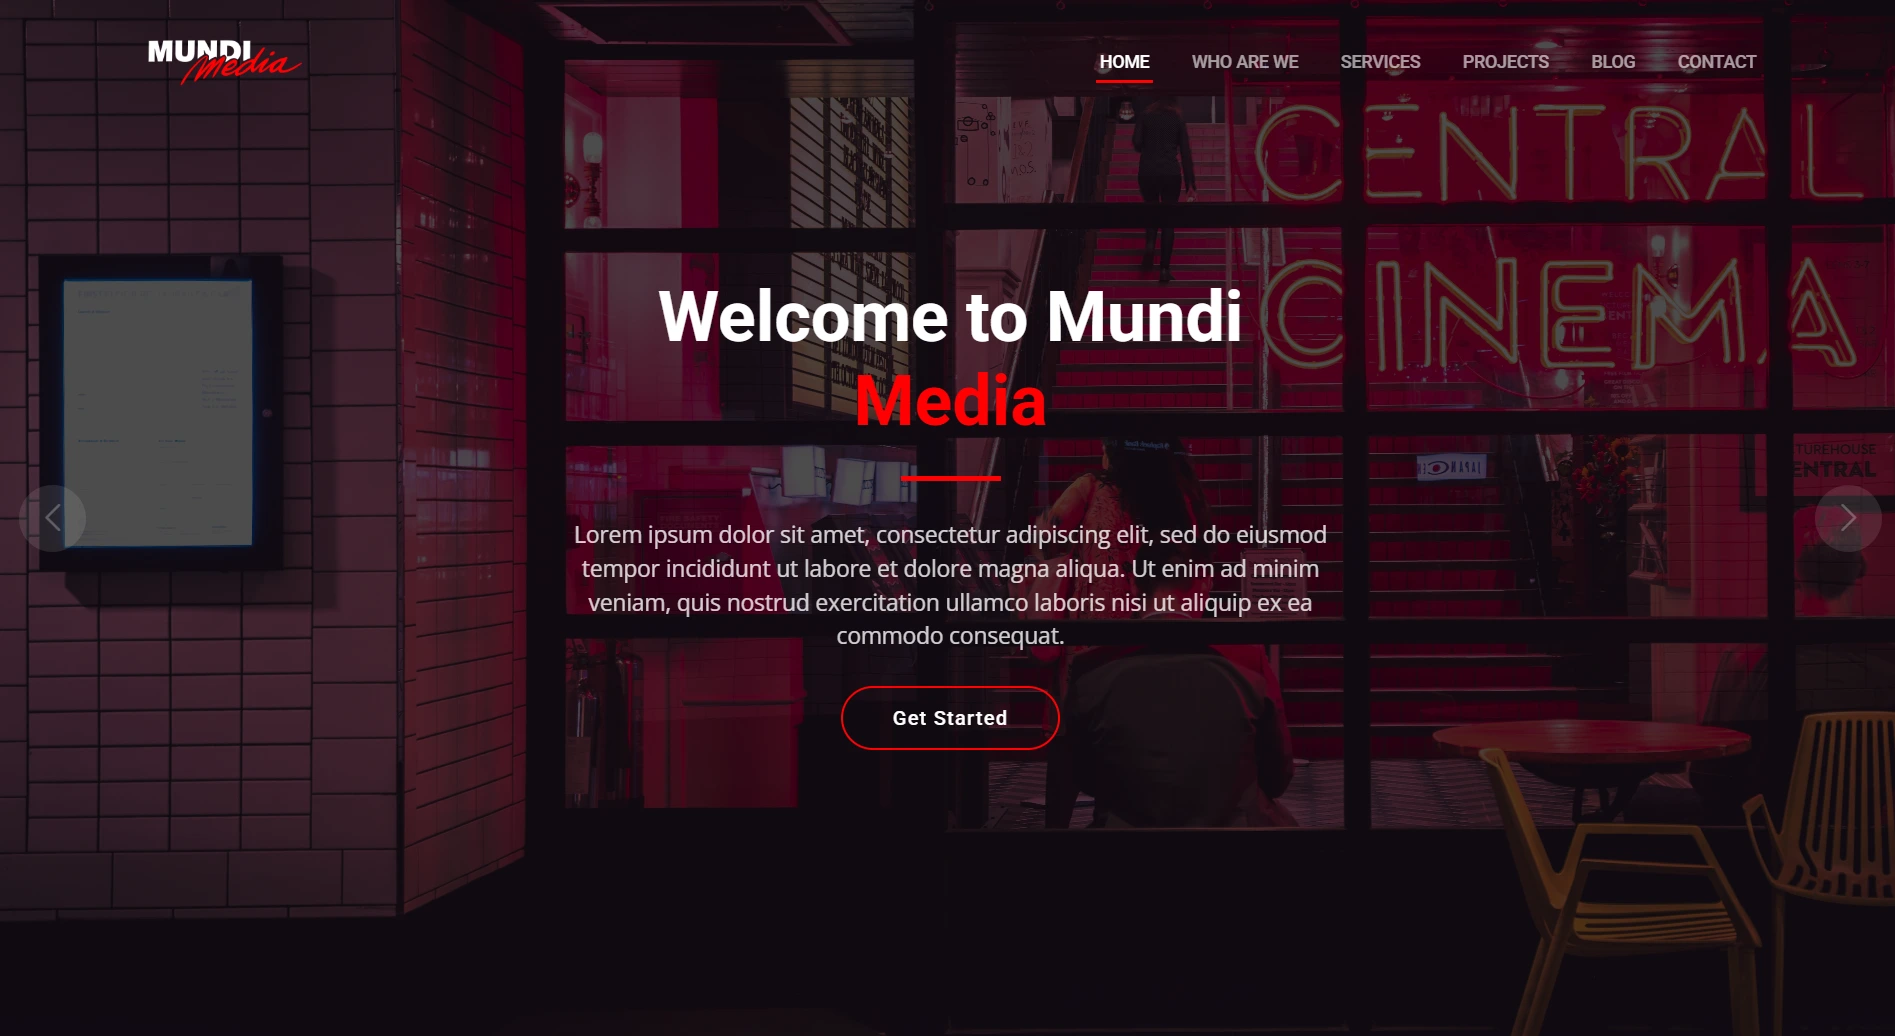 MUNDI
Media
HOME
WHO ARE WE
SERVICES
PROJECTS
BLOG
CONTACT
CENTRAL
CINEMA
Welcome to Mundi
Media
TUREHOUSE
ENTRAL
Lorem ipsum dolor sit amet, consectetur adipiscing elit, sed do eiusmod
tempor incididunt ut labore et dolore magna aliqua. Ut enim ad minim
veniam, quis nostrud exercitation ullamco laboris nisi ut aliquip ex ea
commodo consequat.
Get Started